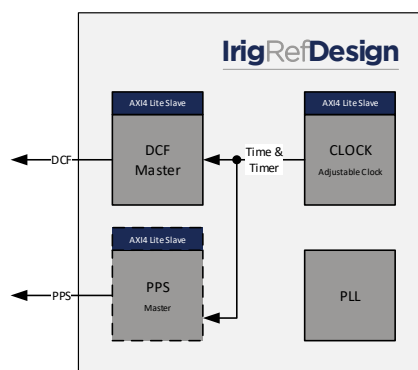 IrigRefDesign
AXI4 Lite Slave
DCF
Master
AXI4 Lite Slave
CLOCK
Adjustable Clock
DCF
Time &
Timer
AXI4 Lite Slave
PPS
Master
PPS
PLL